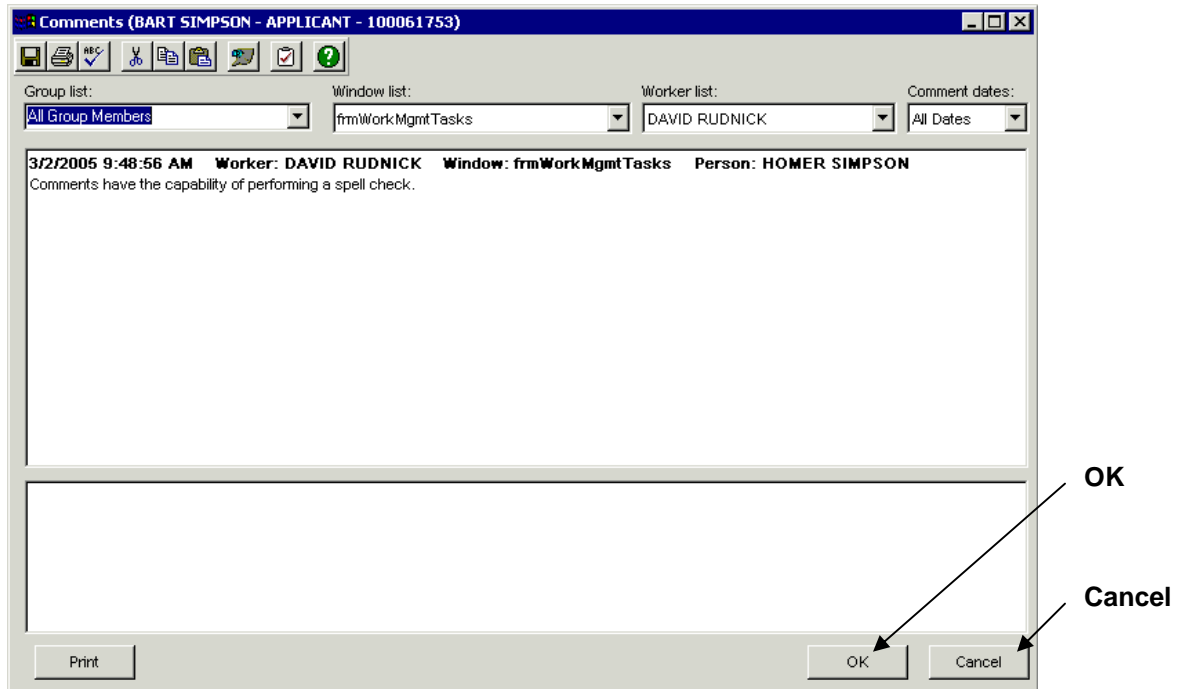 Comments (BART SIMPSON - APPLICANT - 100061753)
ABC
Group list: Window list: Worker list: Comment dates:
All Group Members frmWorkMgmtTasks DAVID RUDNICK All Dates
3/2/2005 9:48:56 AM Worker: DAVID RUDNICK Window: frmWorkMgmtTasks Person: HOMER SIMPSON
Comments have the capability of performing a spell check.
OK
Cancel
Print OK Cancel